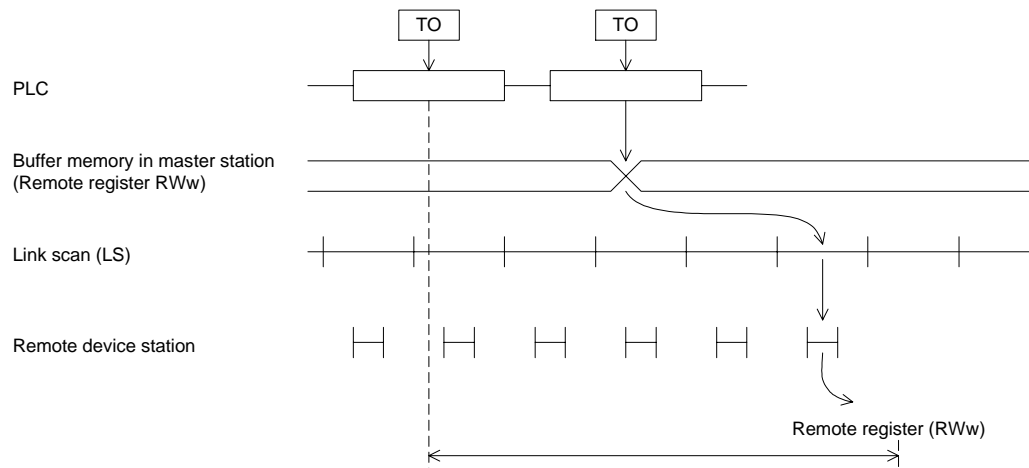 TO
TO
PLC
Buffer memory in master station
(Remote register RWw)
Link scan (LS)
Remote device station
Remote register (RWw)